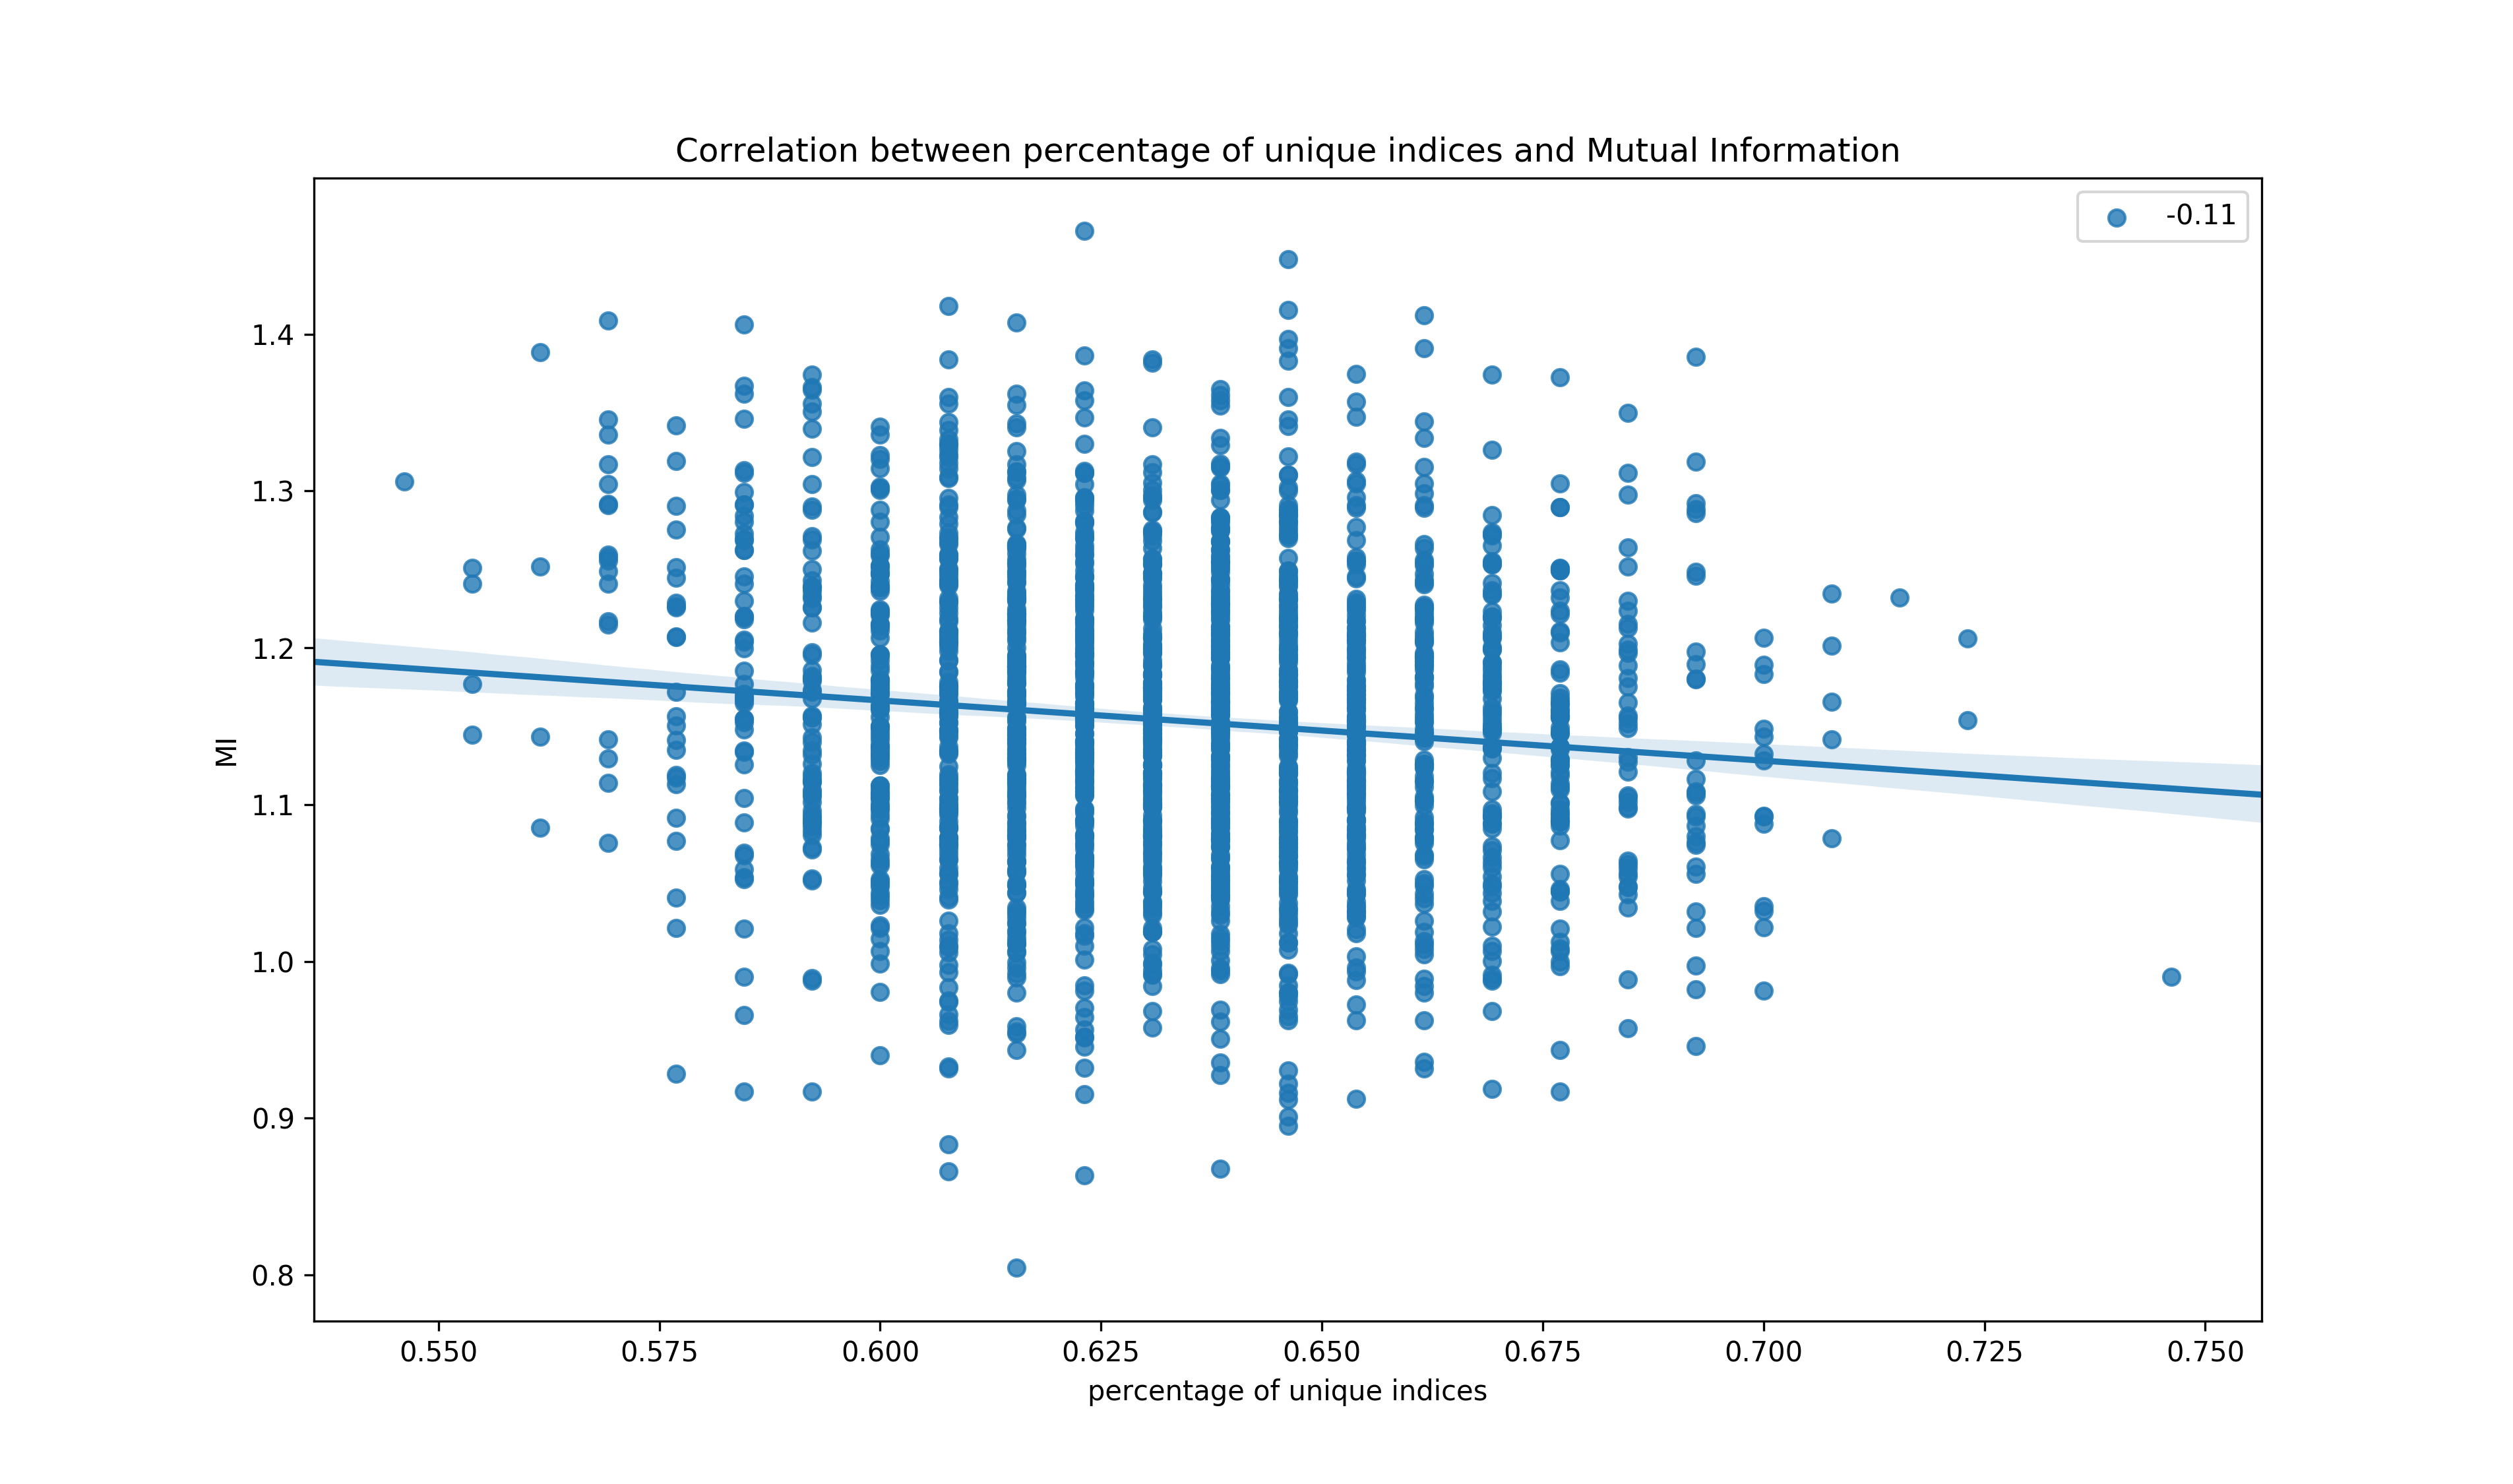 Correlation between percentage of unique indices and Mutual Information
-0.11
MI
1.4
1.3
1.2
1.1
1.0
0.9
0.8
0.550 0.575 0.600 0.625 0.650 0.675 0.700 0.725 0.750
percentage of unique indices